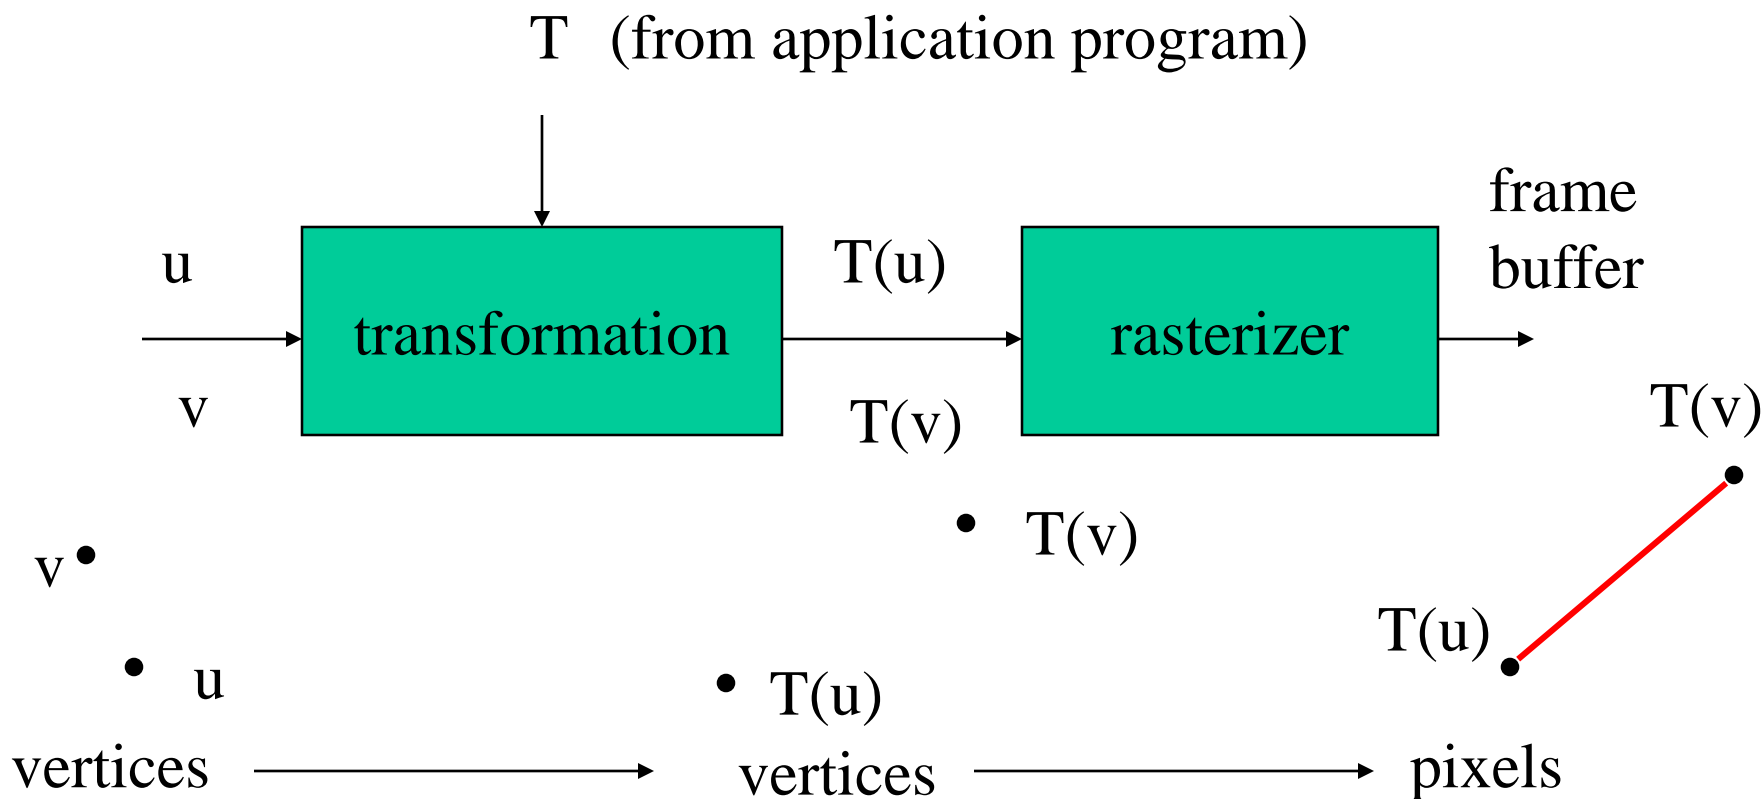 T (from application program)
frame
buffer
u
T(u)
transformation
rasterizer
v
T(v)
T(v)
T(v)
v
T(u)
u
T(u)
vertices
vertices
pixels